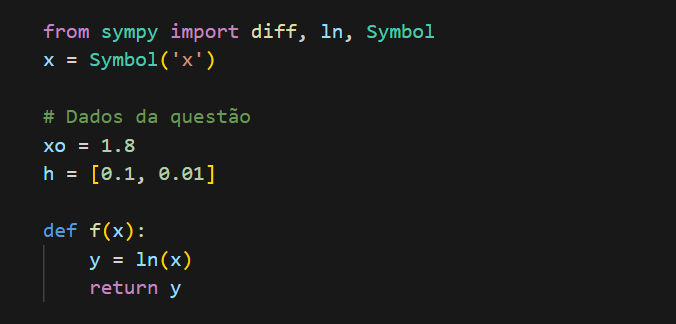 from sympy import diff, ln, Symbol
x = Symbol('x')
# Dados da questão
xo = 1.8
h = [0.1, 0.01]
def f(x):
    y = ln(x)
    return y